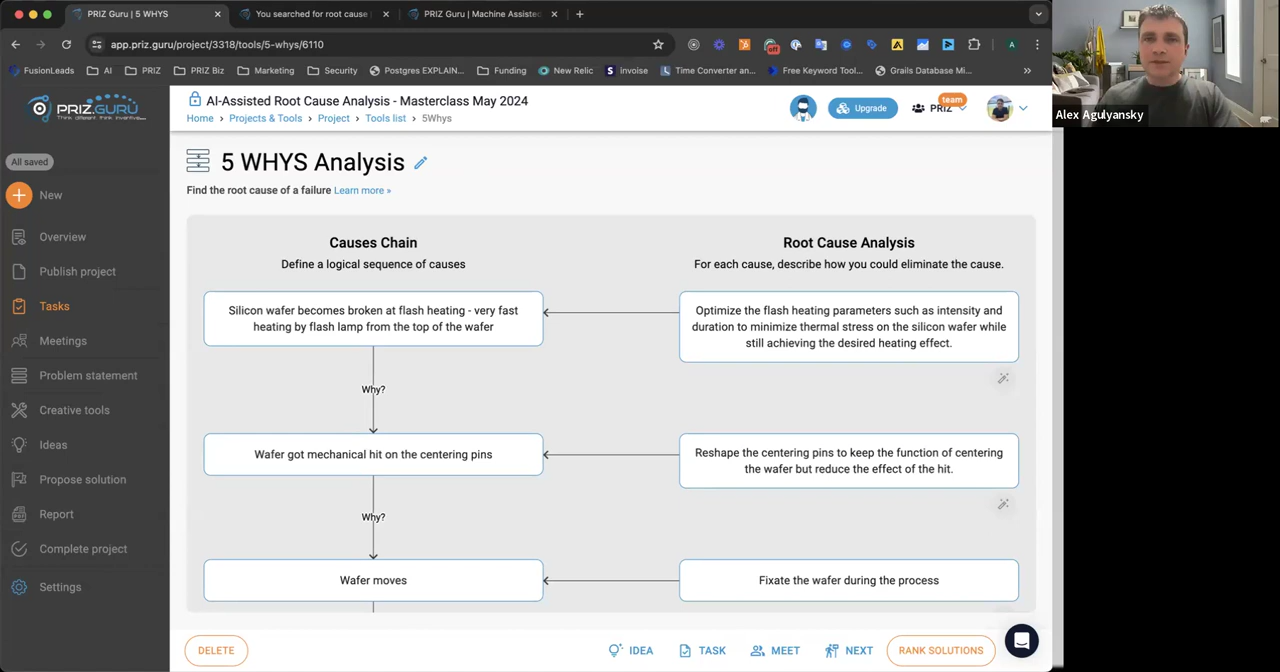 PRIZ Guru | 5 WHYS
You searched for root cause
PRIZ Guru | Machine Assisted
app.priz.guru/project/3318/tools/5-whys/6110
off
A
FusionLeads
AI
PRIZ
PRIZ Biz
Marketing
Security
Postgres EXPLAIN...
Funding
New Relic
invoise
Time Converter an...
Free Keyword Tool...
Grails Database Mi...
Alex Agulyansky
PRIZ.GURU
Think different think inventive
AI-Assisted Root Cause Analysis - Masterclass May 2024
Home › Projects & Tools › Project › Tools list › 5Whys
Upgrade
PRIZ
team
All saved
New
Overview
Publish project
Tasks
Meetings
Problem statement
Creative tools
Ideas
Propose solution
Report
Complete project
Settings
5 WHYS Analysis
Find the root cause of a failure Learn more »
Causes Chain
Define a logical sequence of causes
Root Cause Analysis
For each cause, describe how you could eliminate the cause.
Silicon wafer becomes broken at flash heating - very fast
heating by flash lamp from the top of the wafer
Optimize the flash heating parameters such as intensity and
duration to minimize thermal stress on the silicon wafer while
still achieving the desired heating effect.
Why?
Wafer got mechanical hit on the centering pins
Reshape the centering pins to keep the function of centering
the wafer but reduce the effect of the hit.
Why?
Wafer moves
Fixate the wafer during the process
DELETE
IDEA
TASK
MEET
NEXT
RANK SOLUTIONS